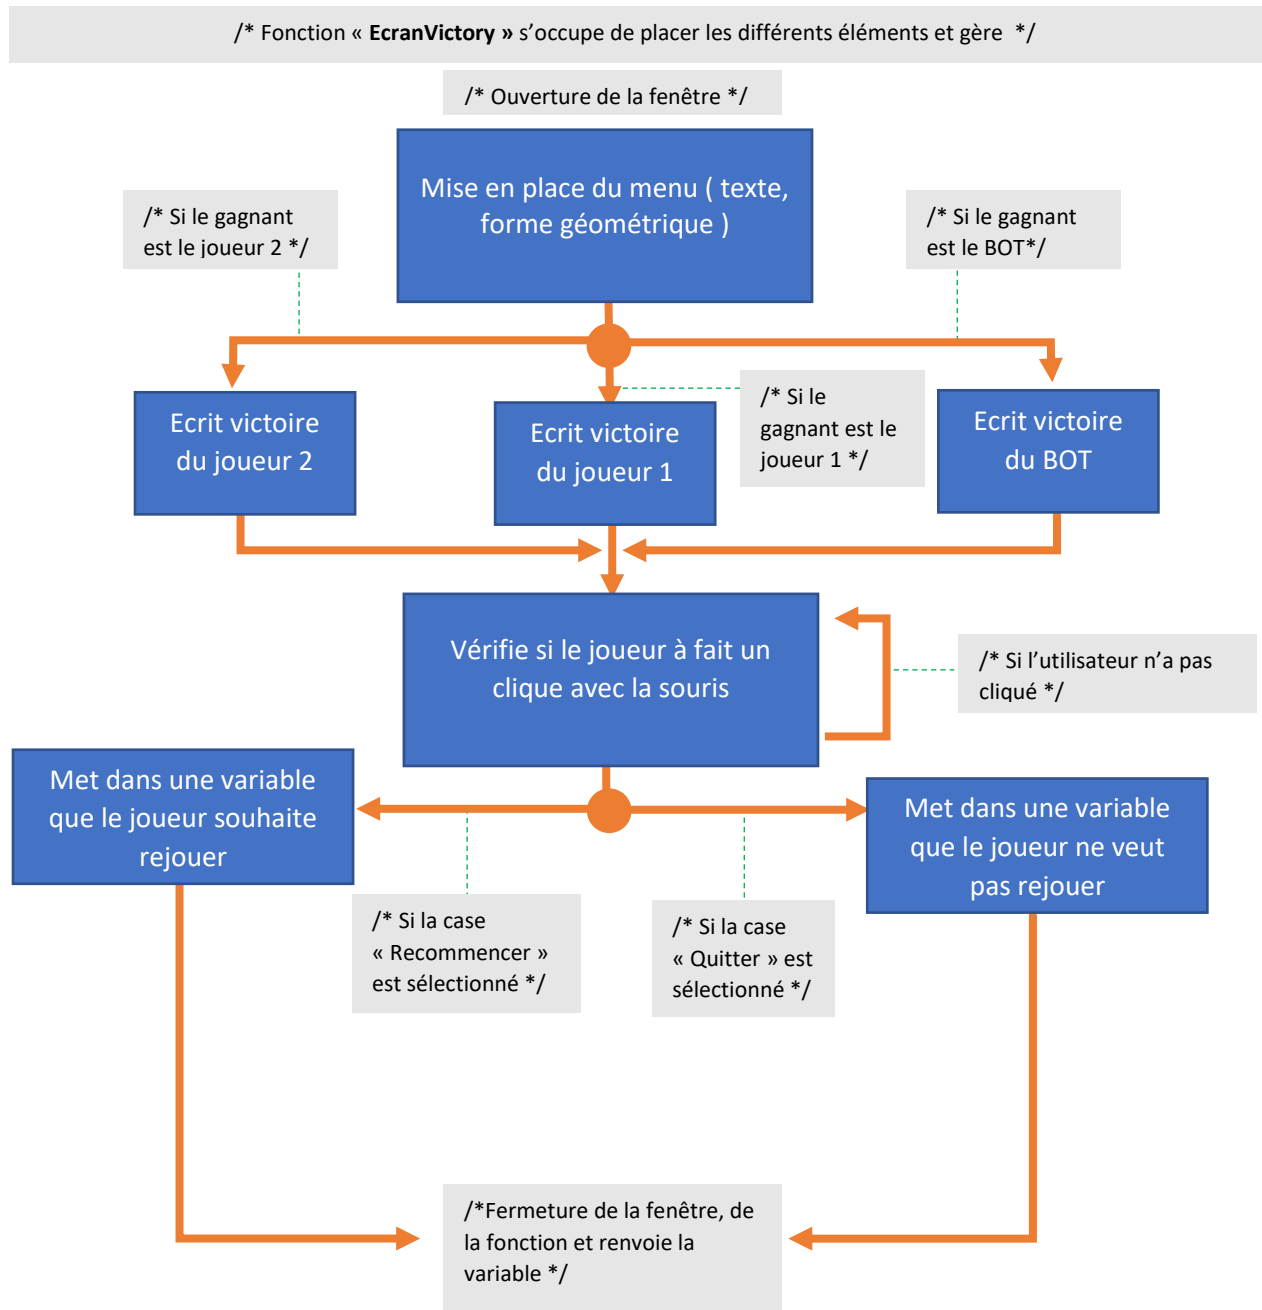 /* Fonction « EcranVictory » s’occupe de placer les différents éléments et gère */
/* Ouverture de la fenêtre */
Mise en place du menu ( texte,
forme géométrique )
/* Si le gagnant
est le joueur 2 */
/* Si le gagnant
est le BOT*/
Ecrit victoire
du joueur 2
Ecrit victoire
du joueur 1
/* Si le
gagnant est le
joueur 1 */
Ecrit victoire
du BOT
Vérifie si le joueur à fait un
clique avec la souris
/* Si l’utilisateur n’a pas
cliqué */
Met dans une variable
que le joueur souhaite
rejouer
Met dans une variable
que le joueur ne veut
pas rejouer
/* Si la case
« Recommencer »
est sélectionné */
/* Si la case
« Quitter » est
sélectionné */
/*Fermeture de la fenêtre, de
la fonction et renvoie la
variable */